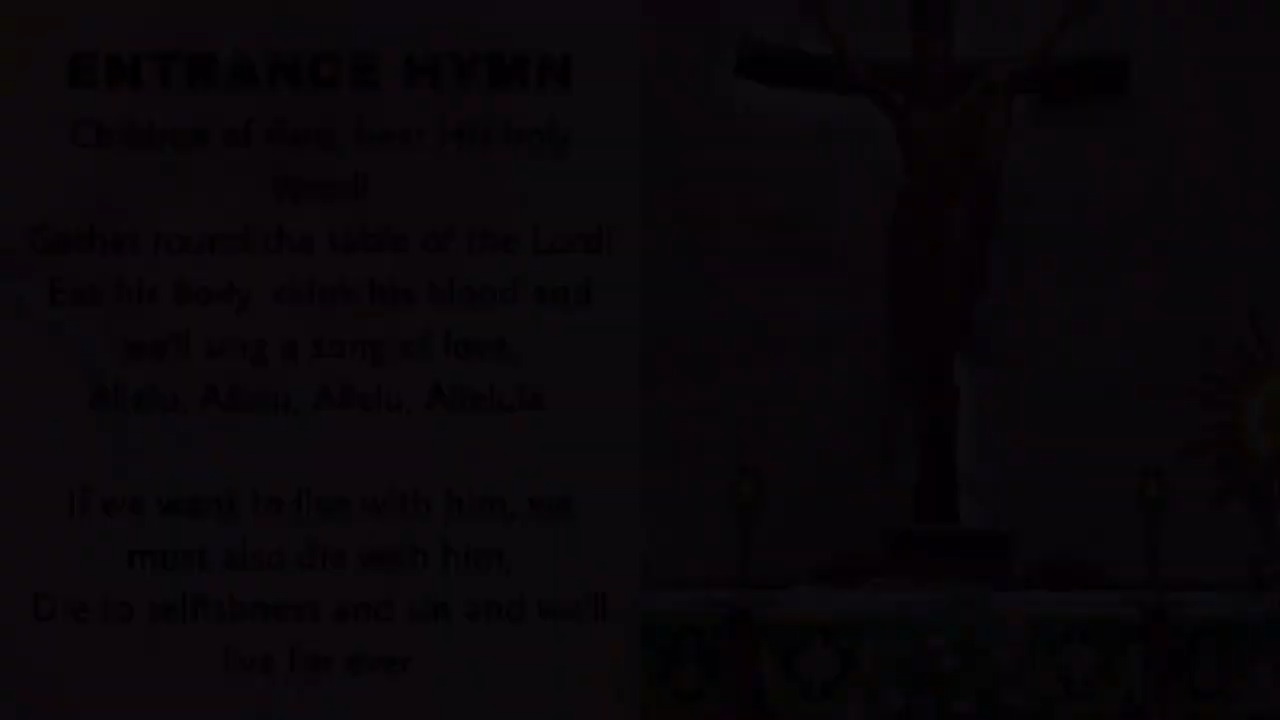 ENTRANCE HYMN
Children of God, hear His holy
Word!
Gather round the table of the Lord!
Eat his body, drink his blood and
we'll sing a song of love,
Allelu, Allelu, Allelu, Alleluia
If we want to live with him, we
must also die with him,
Die to selfishness and sin and we'll
live for ever